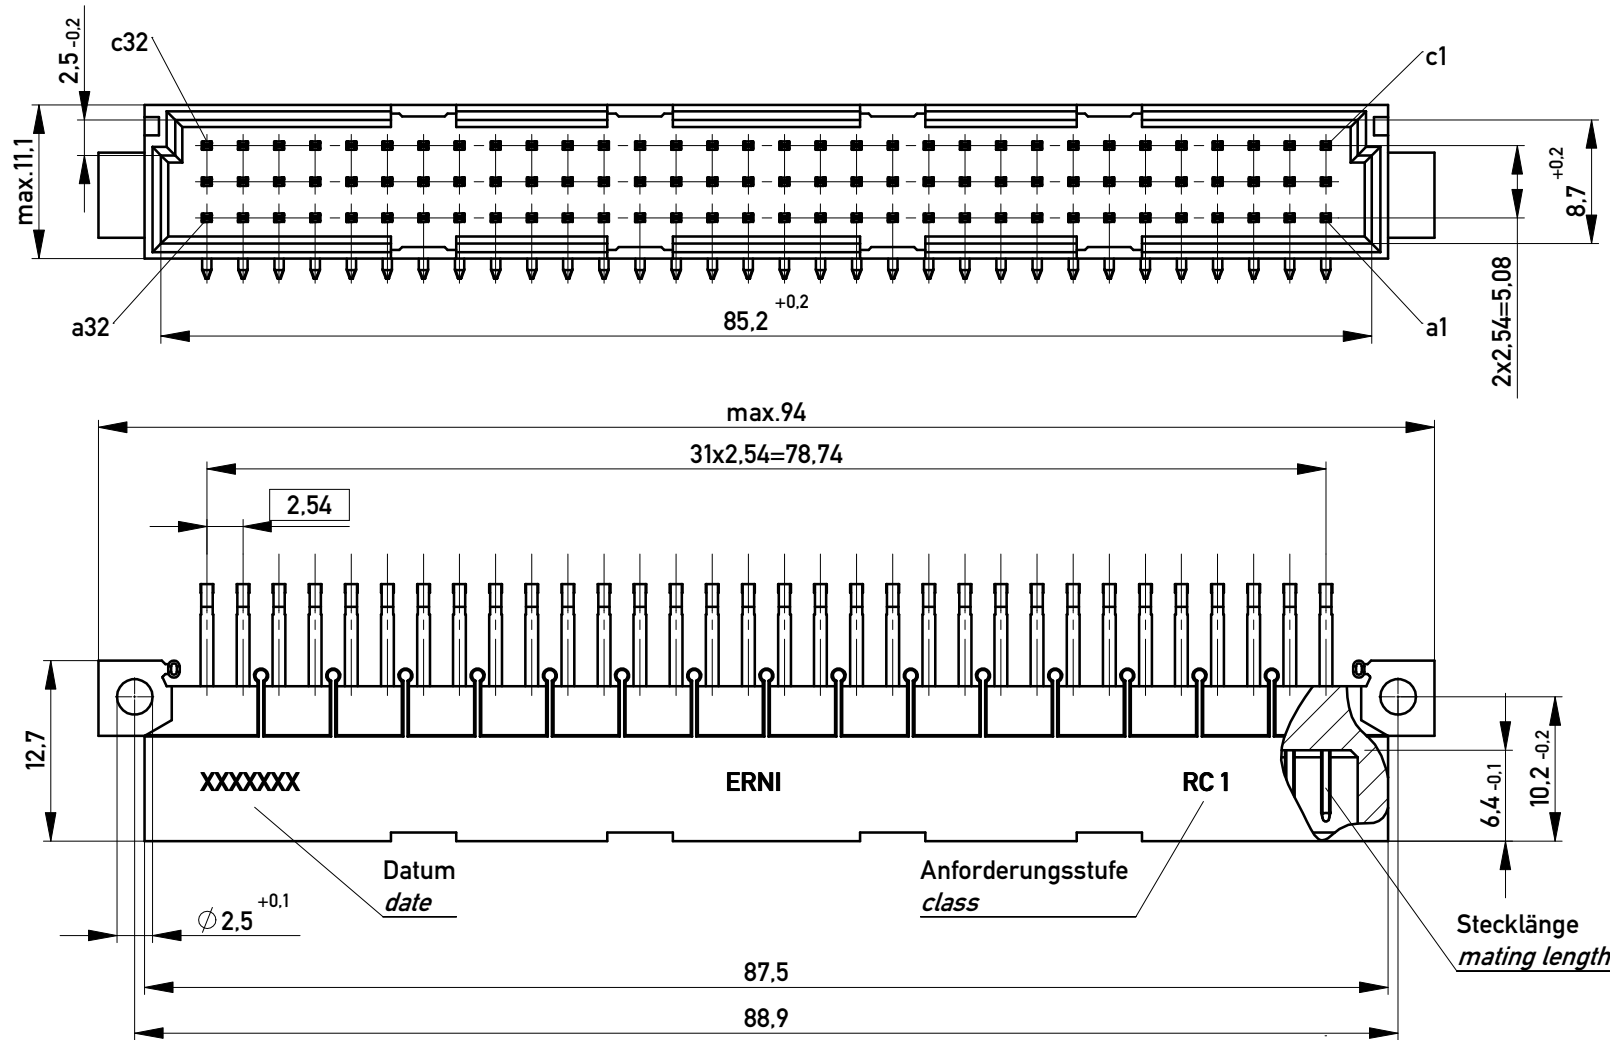 c32
c1
2,5 -0,2
max.11,1
8,7 +0,2
2x2,54=5,08
a32
85,2 +0,2
a1
max.94
31x2,54=78,74
2,54
12,7
XXXXXXX
ERNI
RC 1
6,4 -0,1
10,2 -0,2
Datum
date
Anforderungsstufe
class
∅ 2,5 +0,1
Stecklänge
mating length
87,5
88,9